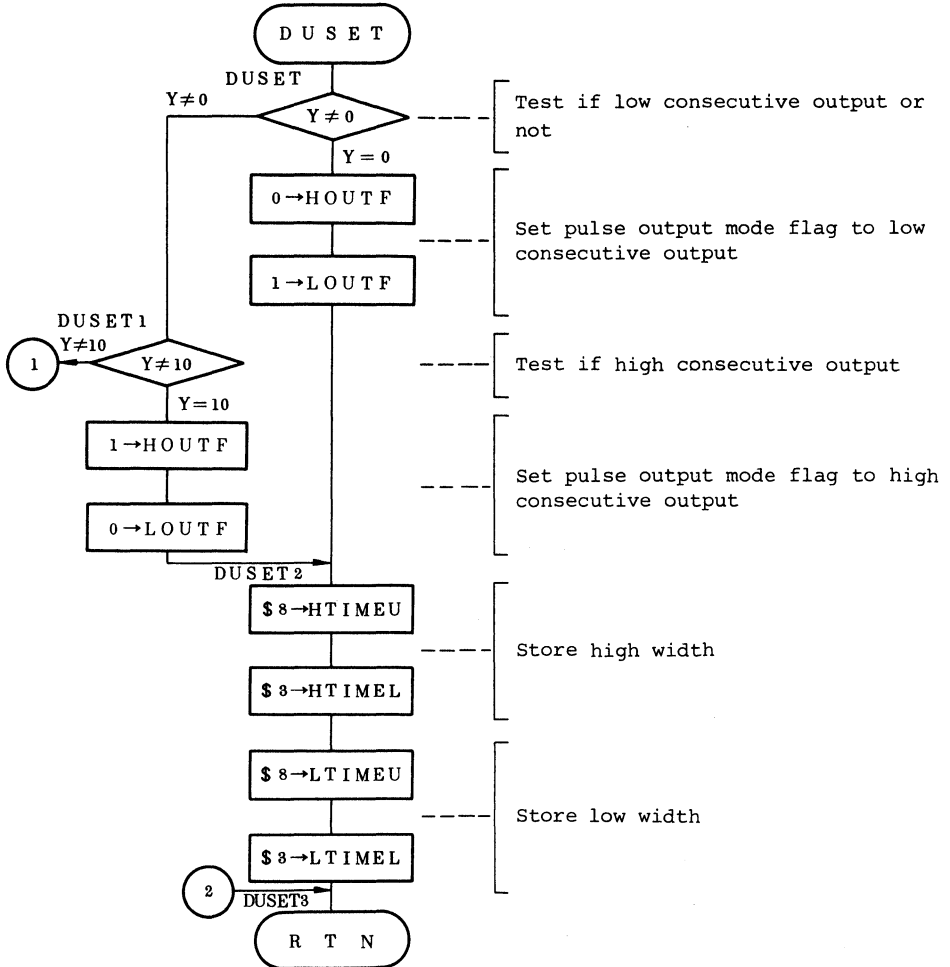 DUSET
DUSET
Y≠0
Y≠0
Test if low consecutive output or
not
Y=0
0→HOUTF
Set pulse output mode flag to low
consecutive output
1→LOUTF
DUSET1
Y≠10
1
Y≠10
Test if high consecutive output
Y=10
1→HOUTF
Set pulse output mode flag to high
consecutive output
0→LOUTF
DUSET2
$8→HTIMEU
Store high width
$3→HTIMEL
$8→LTIMEU
Store low width
$3→LTIMEL
2
DUSET3
RTN